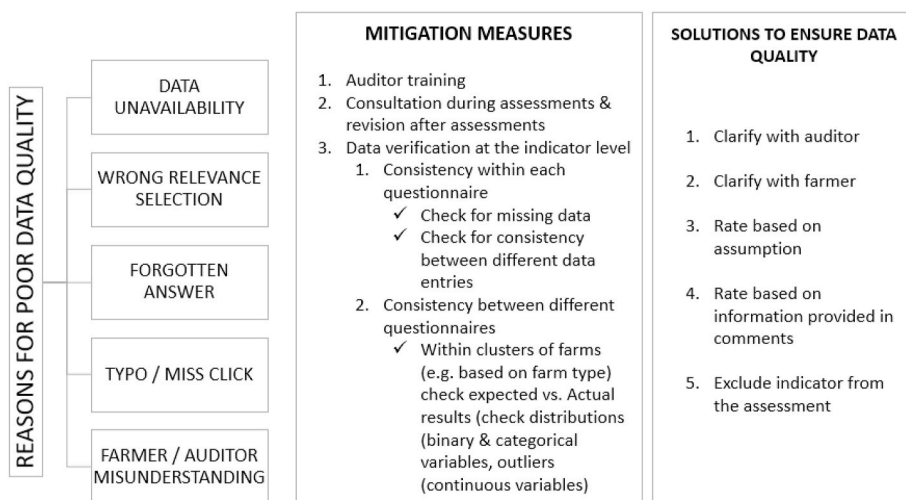 REASONS FOR POOR DATA QUALITY
DATA
UNAVAILABILITY
WRONG RELEVANCE
SELECTION
FORGOTTEN
ANSWER
TYPO / MISS CLICK
FARMER / AUDITOR
MISUNDERSTANDING
MITIGATION MEASURES
1. Auditor training
2. Consultation during assessments &
revision after assessments
3. Data verification at the indicator level
1. Consistency within each
questionnaire
✓ Check for missing data
✓ Check for consistency
between different data
entries
2. Consistency between different
questionnaires
✓ Within clusters of farms
(e.g. based on farm type)
check expected vs. Actual
results (check distributions
(binary & categorical
variables, outliers
(continuous variables)
SOLUTIONS TO ENSURE DATA
QUALITY
1. Clarify with auditor
2. Clarify with farmer
3. Rate based on
assumption
4. Rate based on
information provided in
comments
5. Exclude indicator from
the assessment